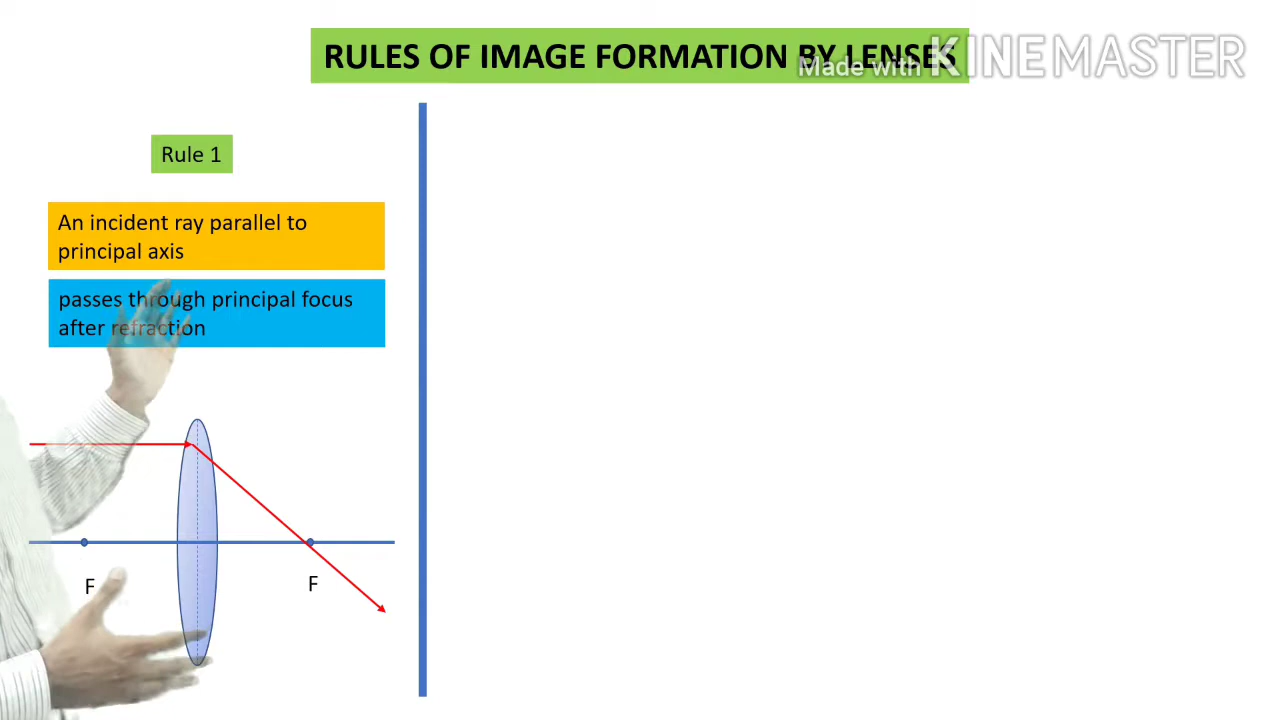 RULES OF IMAGE FORMATION BY LENSES
Made with KINEMASTER
Rule 1
An incident ray parallel to
principal axis
passes through principal focus
after refraction
F
F